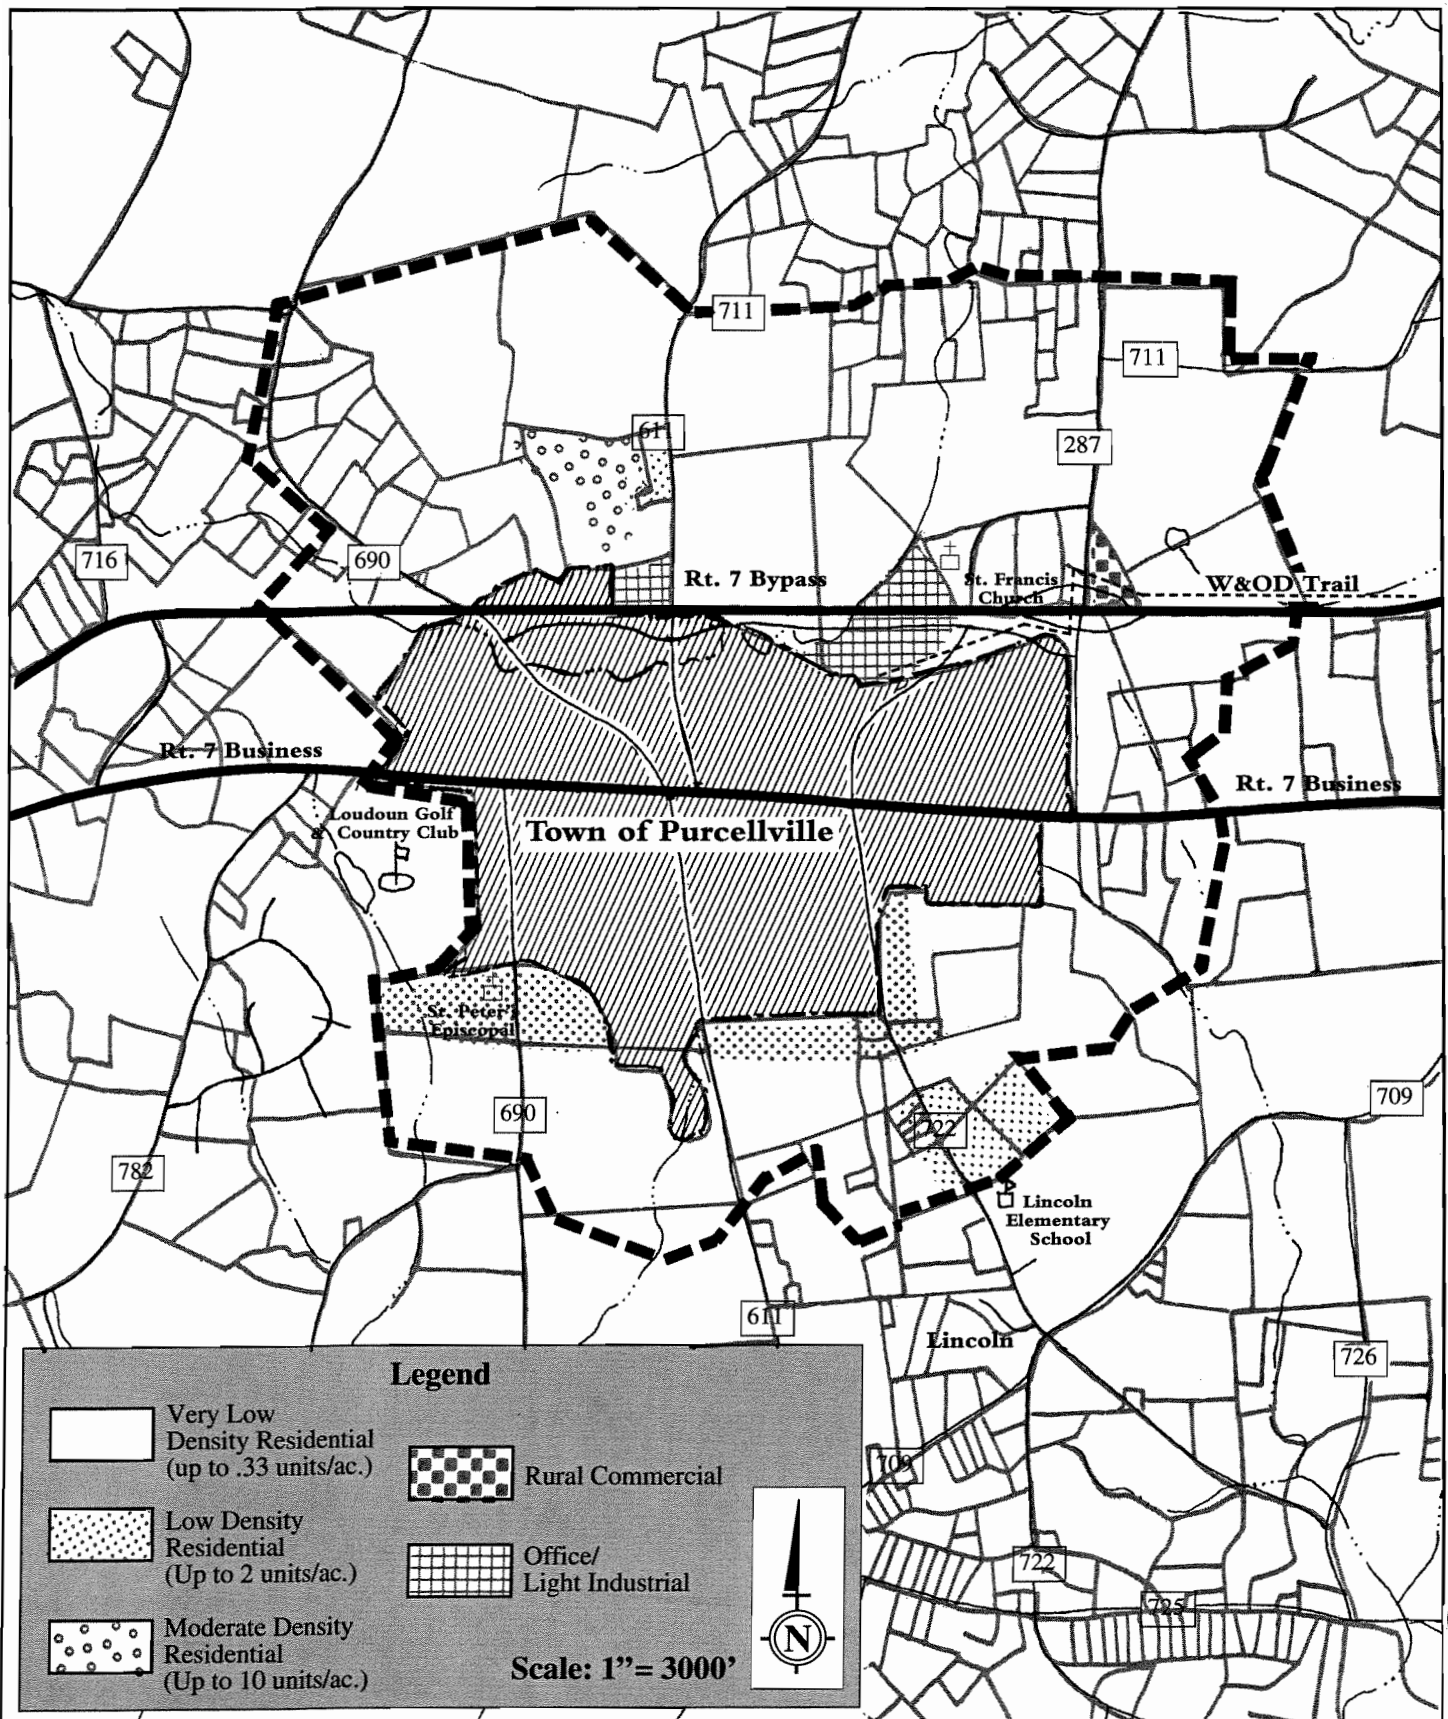 711
711
611
287
716
690
Rt. 7 Bypass
St. Francis
Church
W&OD Trail
Rt. 7 Business
Rt. 7 Business
Loudoun Golf
& Country Club
Town of Purcellville
St. Peter's
Episcopal
690
722
709
782
Lincoln
Elementary
School
611
Lincoln
726
709
722
725
Legend
Very Low
Density Residential
(up to .33 units/ac.)
Low Density
Residential
(Up to 2 units/ac.)
Moderate Density
Residential
(Up to 10 units/ac.)
Rural Commercial
Office/
Light Industrial
N
Scale: 1”= 3000’